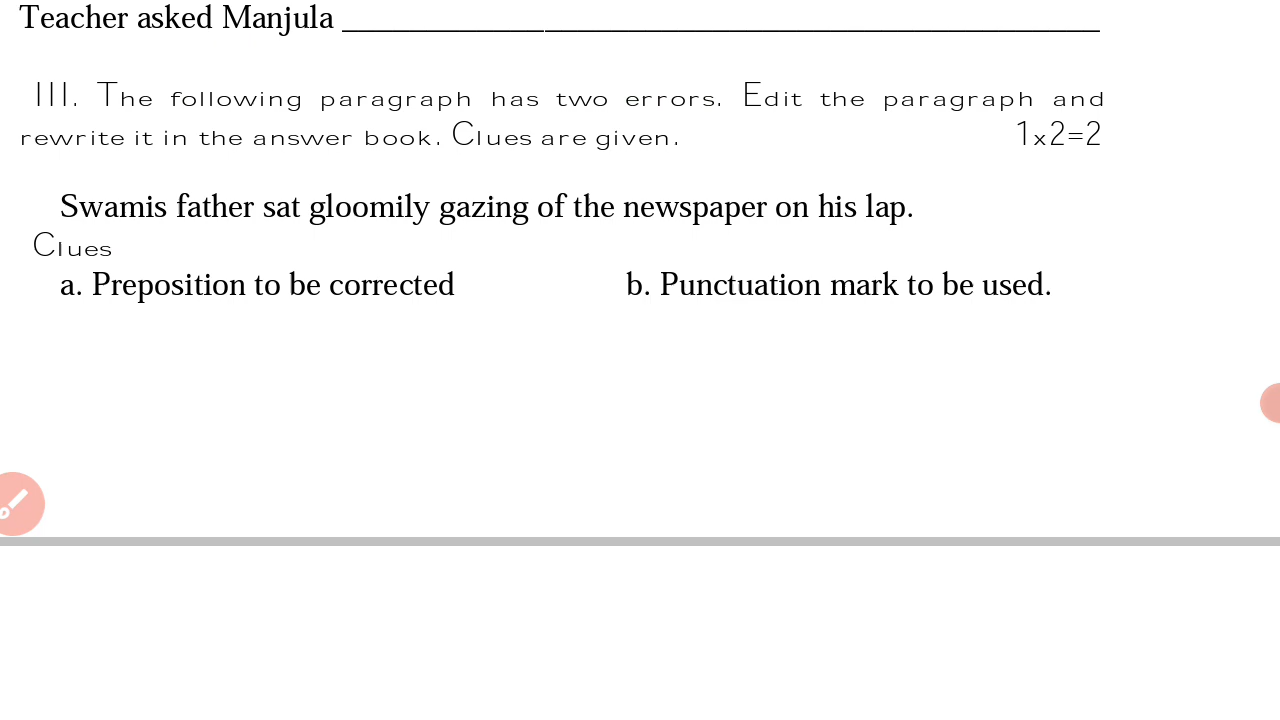 Teacher asked Manjula ______________________________________________
III. The following paragraph has two errors. Edit the paragraph and
rewrite it in the answer book. Clues are given. 1x2=2
Swamis father sat gloomily gazing of the newspaper on his lap.
Clues
a. Preposition to be corrected b. Punctuation mark to be used.